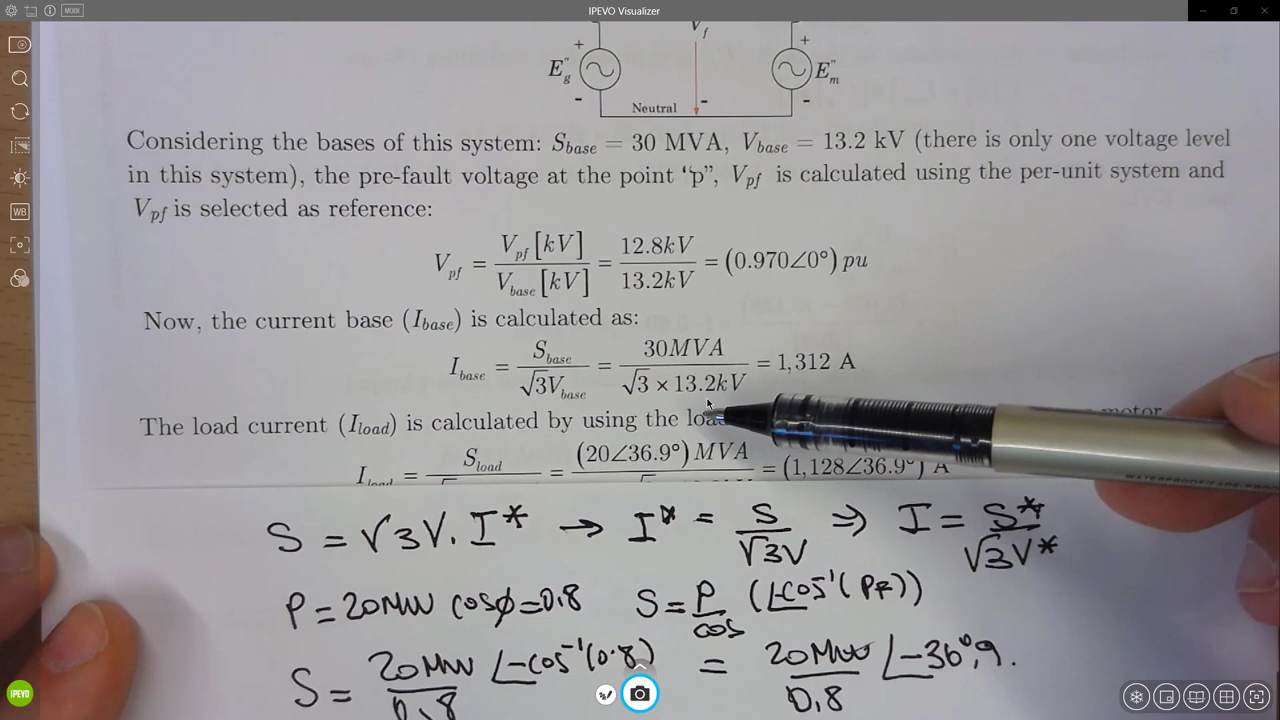 IPEVO Visualizer
MODE
V_f
+ +
E_g'' E_m''
- - -
Neutral
Considering the bases of this system: S_base = 30 MVA, V_base = 13.2 kV (there is only one voltage level
in this system), the pre-fault voltage at the point “p”, V_pf is calculated using the per-unit system and
V_pf is selected as reference:
V_pf = V_pf [kV] / V_base [kV] = 12.8kV / 13.2kV = (0.970∠0°) pu
Now, the current base (I_base) is calculated as:
I_base = S_base / √3V_base = 30MVA / √3 × 13.2kV = 1,312 A
The load current (I_load) is calculated by using the motor
I_load = S_load = (20∠36.9°) MVA = (1,128∠36.9°) A
WATERPROOF/FADE-PROOF
S = √3V. I* → I* = S / √3V ⇒ I = S* / √3V*
P = 20MW cosϕ=0.8 S = P / cos (∠cos⁻¹(PF))
S = 20MW / 0.8 ∠-cos⁻¹(0.8) = 20MW / 0.8 ∠-36°,9.
WB
IPEVO